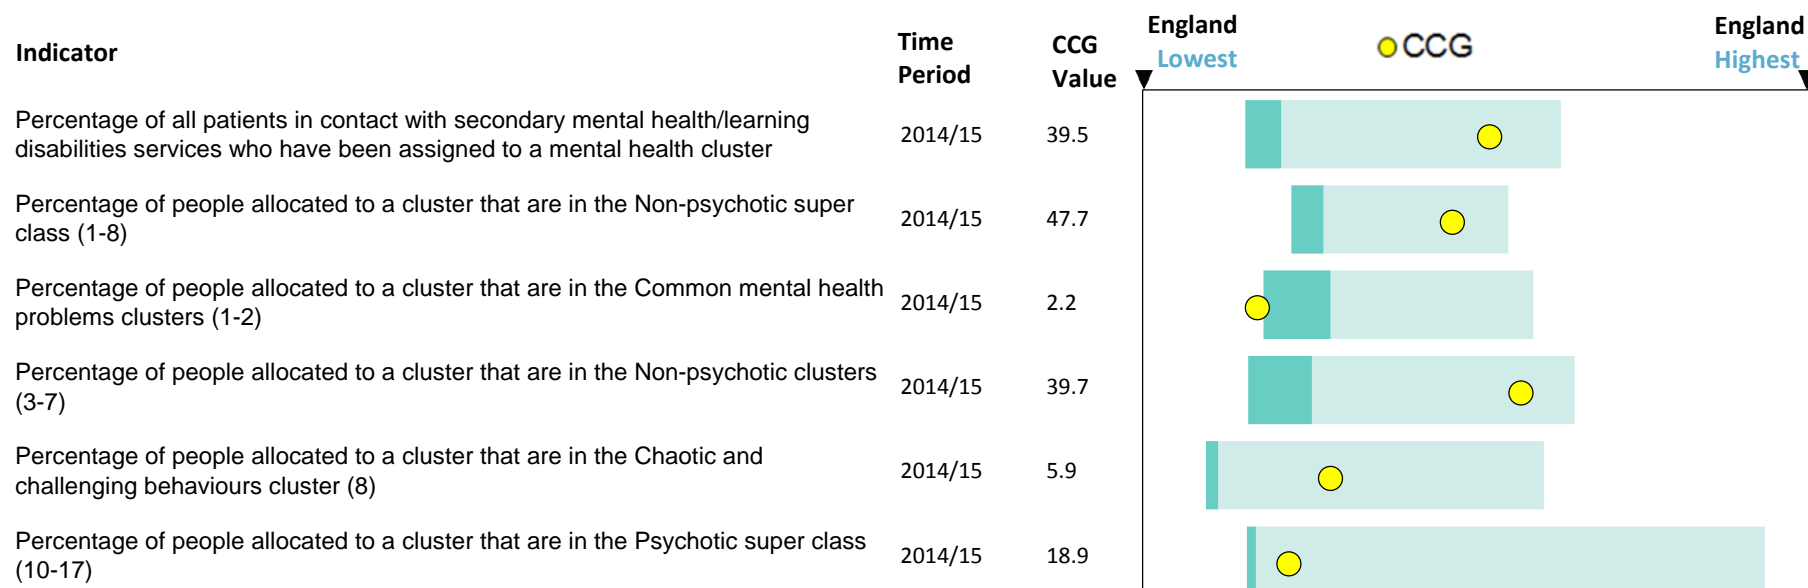 Indicator
Time Period
CCG Value
England Lowest
CCG
England Highest
Percentage of all patients in contact with secondary mental health/learning
disabilities services who have been assigned to a mental health cluster
2014/15
39.5
Percentage of people allocated to a cluster that are in the Non-psychotic super
class (1-8)
2014/15
47.7
Percentage of people allocated to a cluster that are in the Common mental health
problems clusters (1-2)
2014/15
2.2
Percentage of people allocated to a cluster that are in the Non-psychotic clusters
(3-7)
2014/15
39.7
Percentage of people allocated to a cluster that are in the Chaotic and
challenging behaviours cluster (8)
2014/15
5.9
Percentage of people allocated to a cluster that are in the Psychotic super class
(10-17)
2014/15
18.9